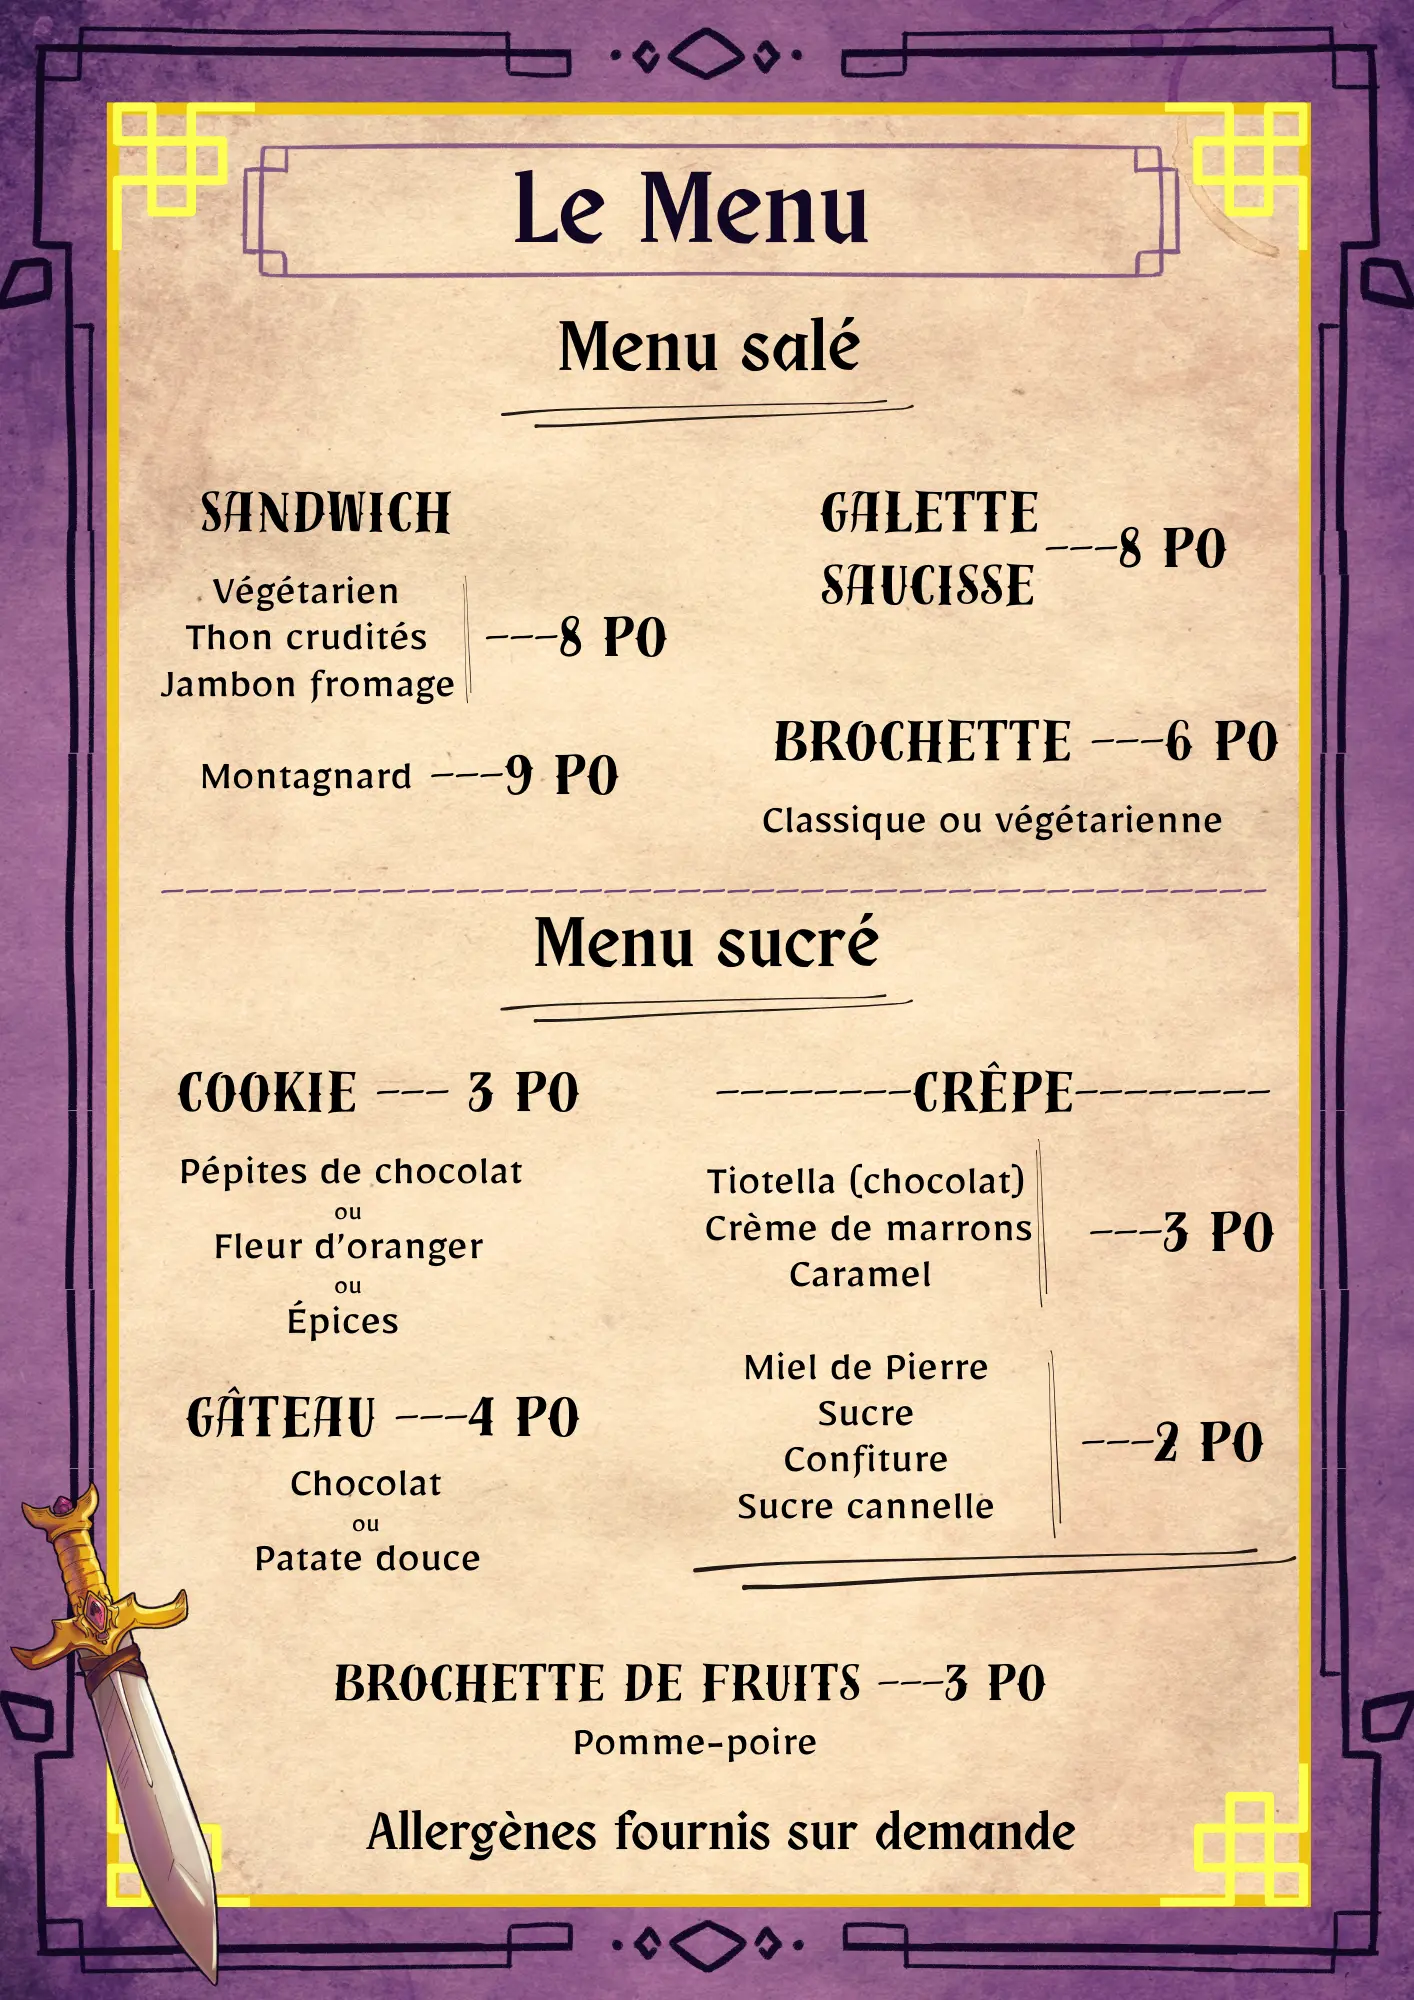 Le Menu
Menu salé
SANDWICH
Végétarien
Thon crudités
Jambon fromage
---8 PO
Montagnard ---9 PO
GALETTE
SAUCISSE
---8 PO
BROCHETTE ---6 PO
Classique ou végétarienne
Menu sucré
COOKIE --- 3 PO
Pépites de chocolat
ou
Fleur d'oranger
ou
Épices
GÂTEAU ---4 PO
Chocolat
ou
Patate douce
--------CRÊPE--------
Tiotella (chocolat)
Crème de marrons
Caramel
---3 PO
Miel de Pierre
Sucre
Confiture
Sucre cannelle
---2 PO
BROCHETTE DE FRUITS ---3 PO
Pomme-poire
Allergènes fournis sur demande